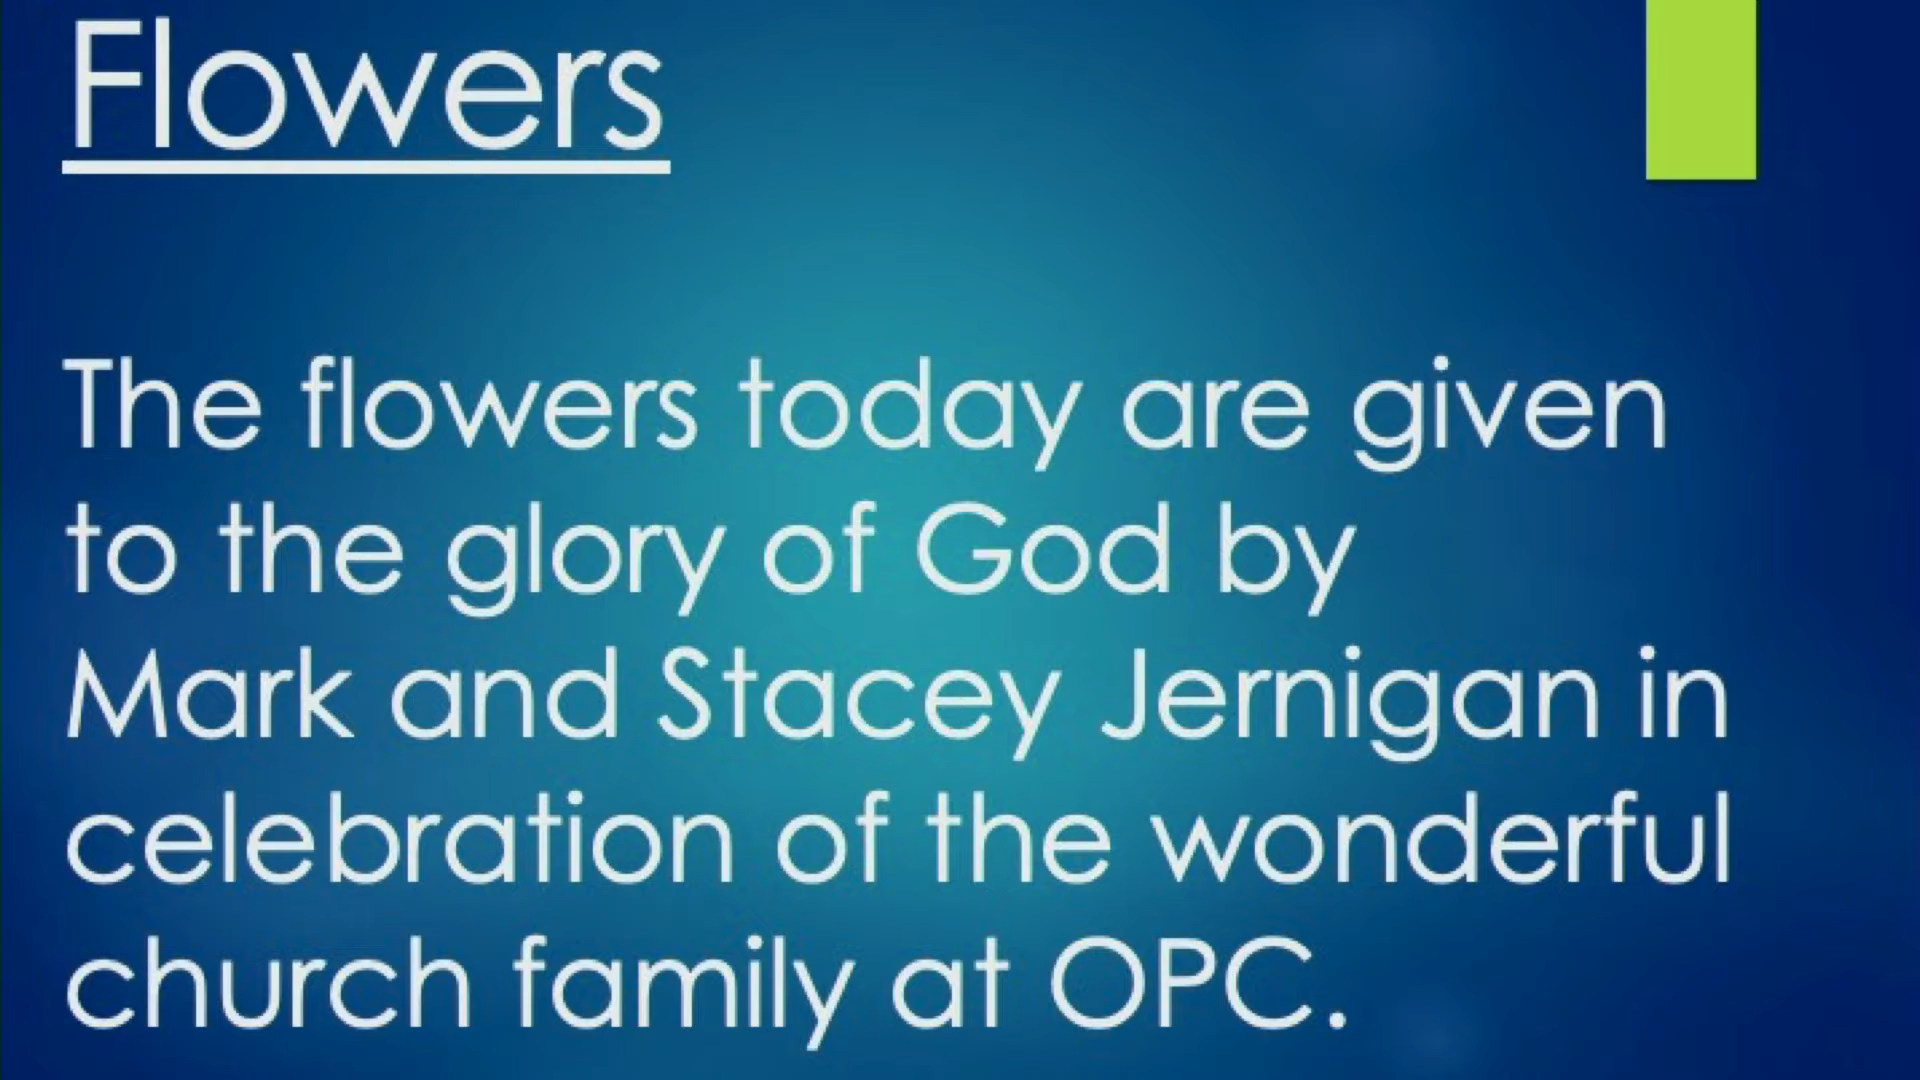 Flowers
The flowers today are given
to the glory of God by
Mark and Stacey Jernigan in
celebration of the wonderful
church family at OPC.